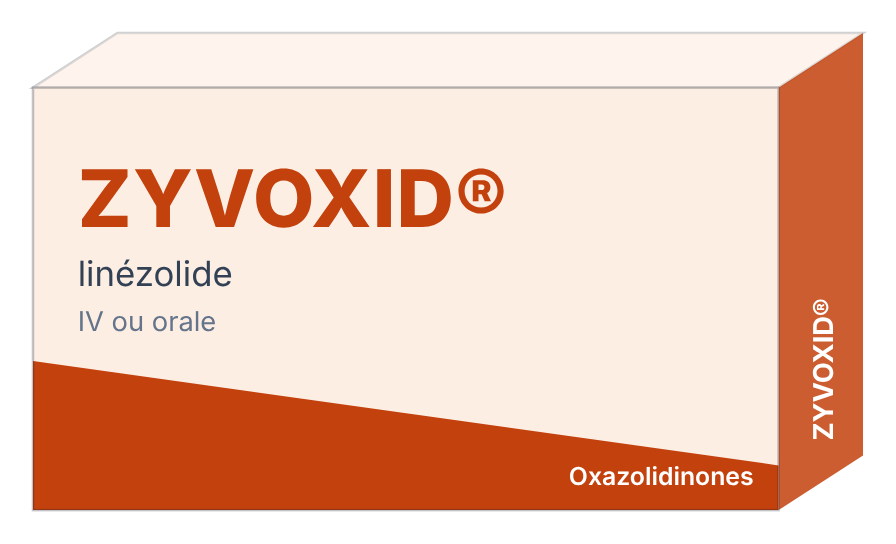 ZYVOXID®
linézolide
IV ou orale
Oxazolidinones
ZYVOXID®